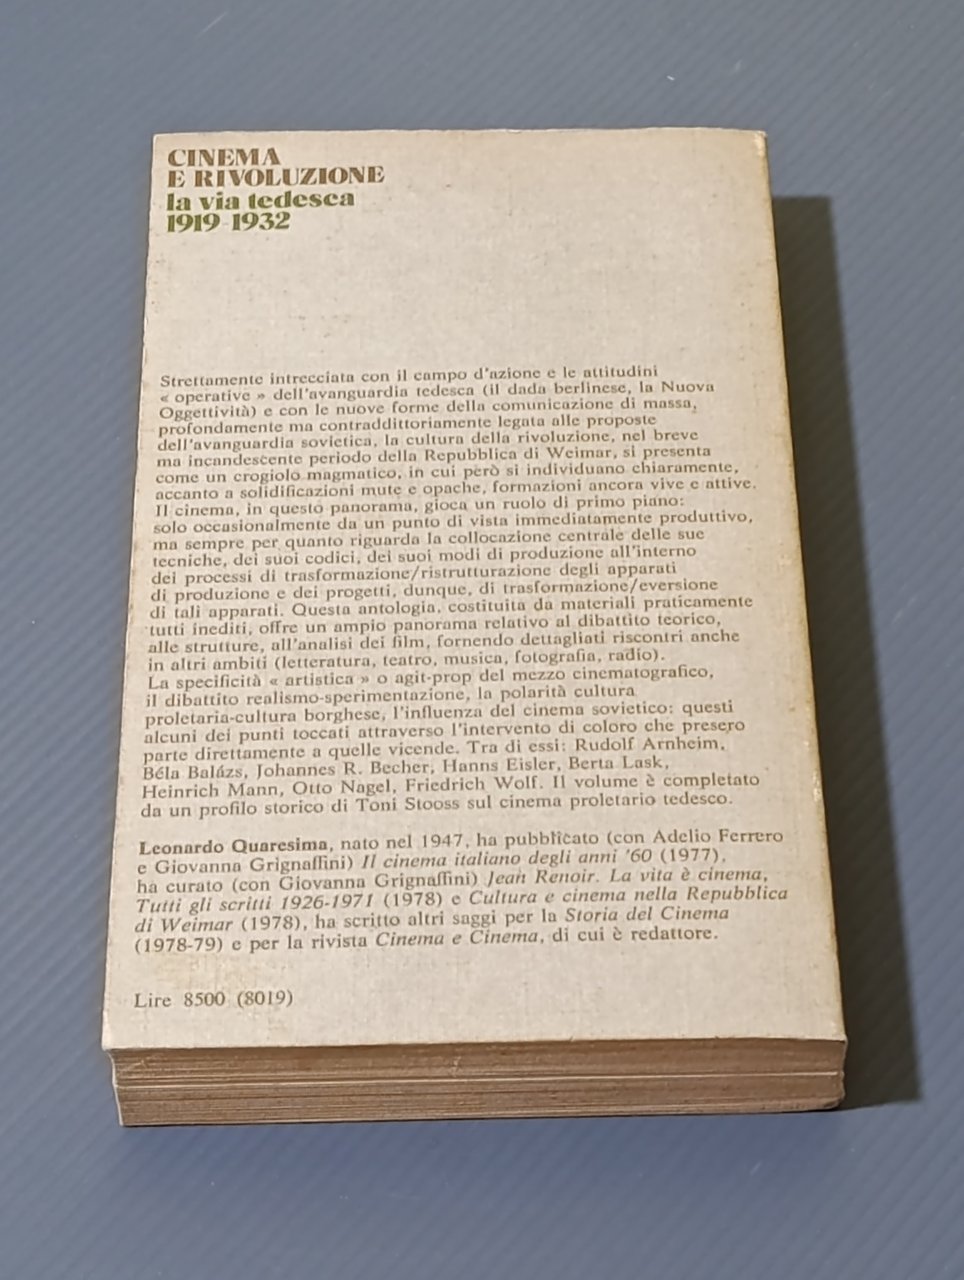 CINEMA
E RIVOLUZIONE
la via tedesca
1919-1932
Strettamente intrecciata con il campo d'azione e le attitudini
« operative » dell'avanguardia tedesca (il dada berlinese, la Nuova
Oggettività) e con le nuove forme della comunicazione di massa,
profondamente ma contraddittoriamente legata alle proposte
dell'avanguardia sovietica, la cultura della rivoluzione, nel breve
ma incandescente periodo della Repubblica di Weimar, si presenta
come un crogiolo magmatico, in cui però si individuano chiaramente,
accanto a solidificazioni mute e opache, formazioni ancora vive e attive.
Il cinema, in questo panorama, gioca un ruolo di primo piano:
solo occasionalmente da un punto di vista immediatamente produttivo,
ma sempre per quanto riguarda la collocazione centrale delle sue
tecniche, dei suoi codici, dei suoi modi di produzione all'interno
dei processi di trasformazione/ristrutturazione degli apparati
di produzione e dei progetti, dunque, di trasformazione/eversione
di tali apparati. Questa antologia, costituita da materiali praticamente
tutti inediti, offre un ampio panorama relativo al dibattito teorico,
alle strutture, all'analisi dei film, fornendo dettagliati riscontri anche
in altri ambiti (letteratura, teatro, musica, fotografia, radio).
La specificità « artistica » o agit-prop del mezzo cinematografico,
il dibattito realismo-sperimentazione, la polarità cultura
proletaria-cultura borghese, l'influenza del cinema sovietico: questi
alcuni dei punti toccati attraverso l'intervento di coloro che presero
parte direttamente a quelle vicende. Tra di essi: Rudolf Arnheim,
Béla Balázs, Johannes R. Becher, Hanns Eisler, Berta Lask,
Heinrich Mann, Otto Nagel, Friedrich Wolf. Il volume è completato
da un profilo storico di Toni Stooss sul cinema proletario tedesco.
Leonardo Quaresima, nato nel 1947, ha pubblicato (con Adelio Ferrero
e Giovanna Grignaffini) Il cinema italiano degli anni '60 (1977),
ha curato (con Giovanna Grignaffini) Jean Renoir. La vita è cinema,
Tutti gli scritti 1926-1971 (1978) e Cultura e cinema nella Repubblica
di Weimar (1978), ha scritto altri saggi per la Storia del Cinema
(1978-79) e per la rivista Cinema e Cinema, di cui è redattore.
Lire 8500 (8019)